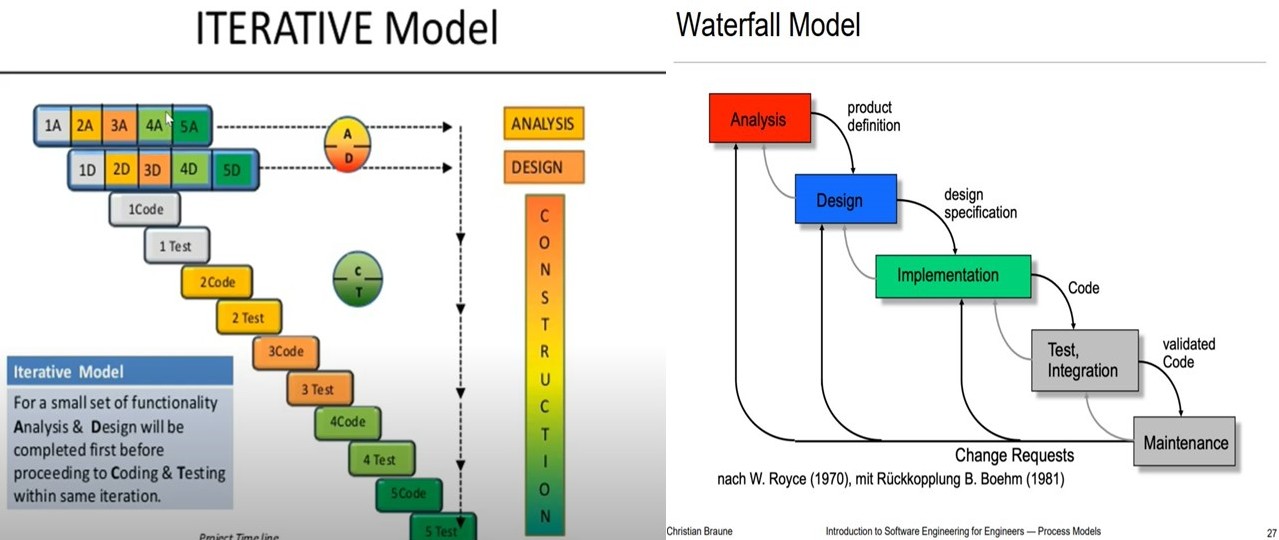 ITERATIVE Model
1A 2A 3A 4A 5A
A
D
ANALYSIS
1D 2D 3D 4D 5D
DESIGN
1Code
1 Test
2Code
2 Test
3Code
3 Test
4Code
4 Test
5Code
5 Test
C
T
C
O
N
S
T
R
U
C
T
I
O
N
Iterative Model
For a small set of functionality
Analysis & Design will be
completed first before
proceeding to Coding & Testing
within same iteration.
Project Time line
Waterfall Model
Analysis
product
definition
Design
design
specification
Implementation
Code
Test,
Integration
validated
Code
Maintenance
Change Requests
nach W. Royce (1970), mit Rückkopplung B. Boehm (1981)
Christian Braune
Introduction to Software Engineering for Engineers — Process Models
27